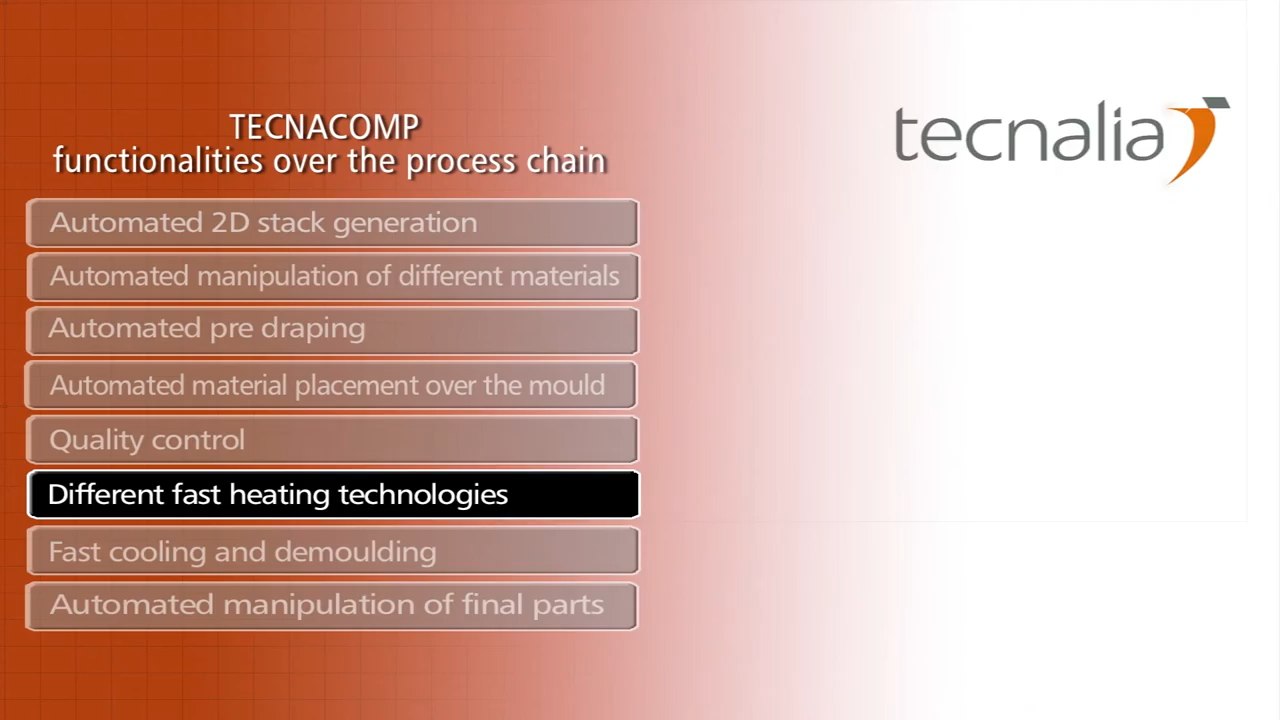 TECNACOMP
functionalities over the process chain
tecnalia
Automated 2D stack generation
Automated manipulation of different materials
Automated pre draping
Automated material placement over the mould
Quality control
Different fast heating technologies
Fast cooling and demoulding
Automated manipulation of final parts